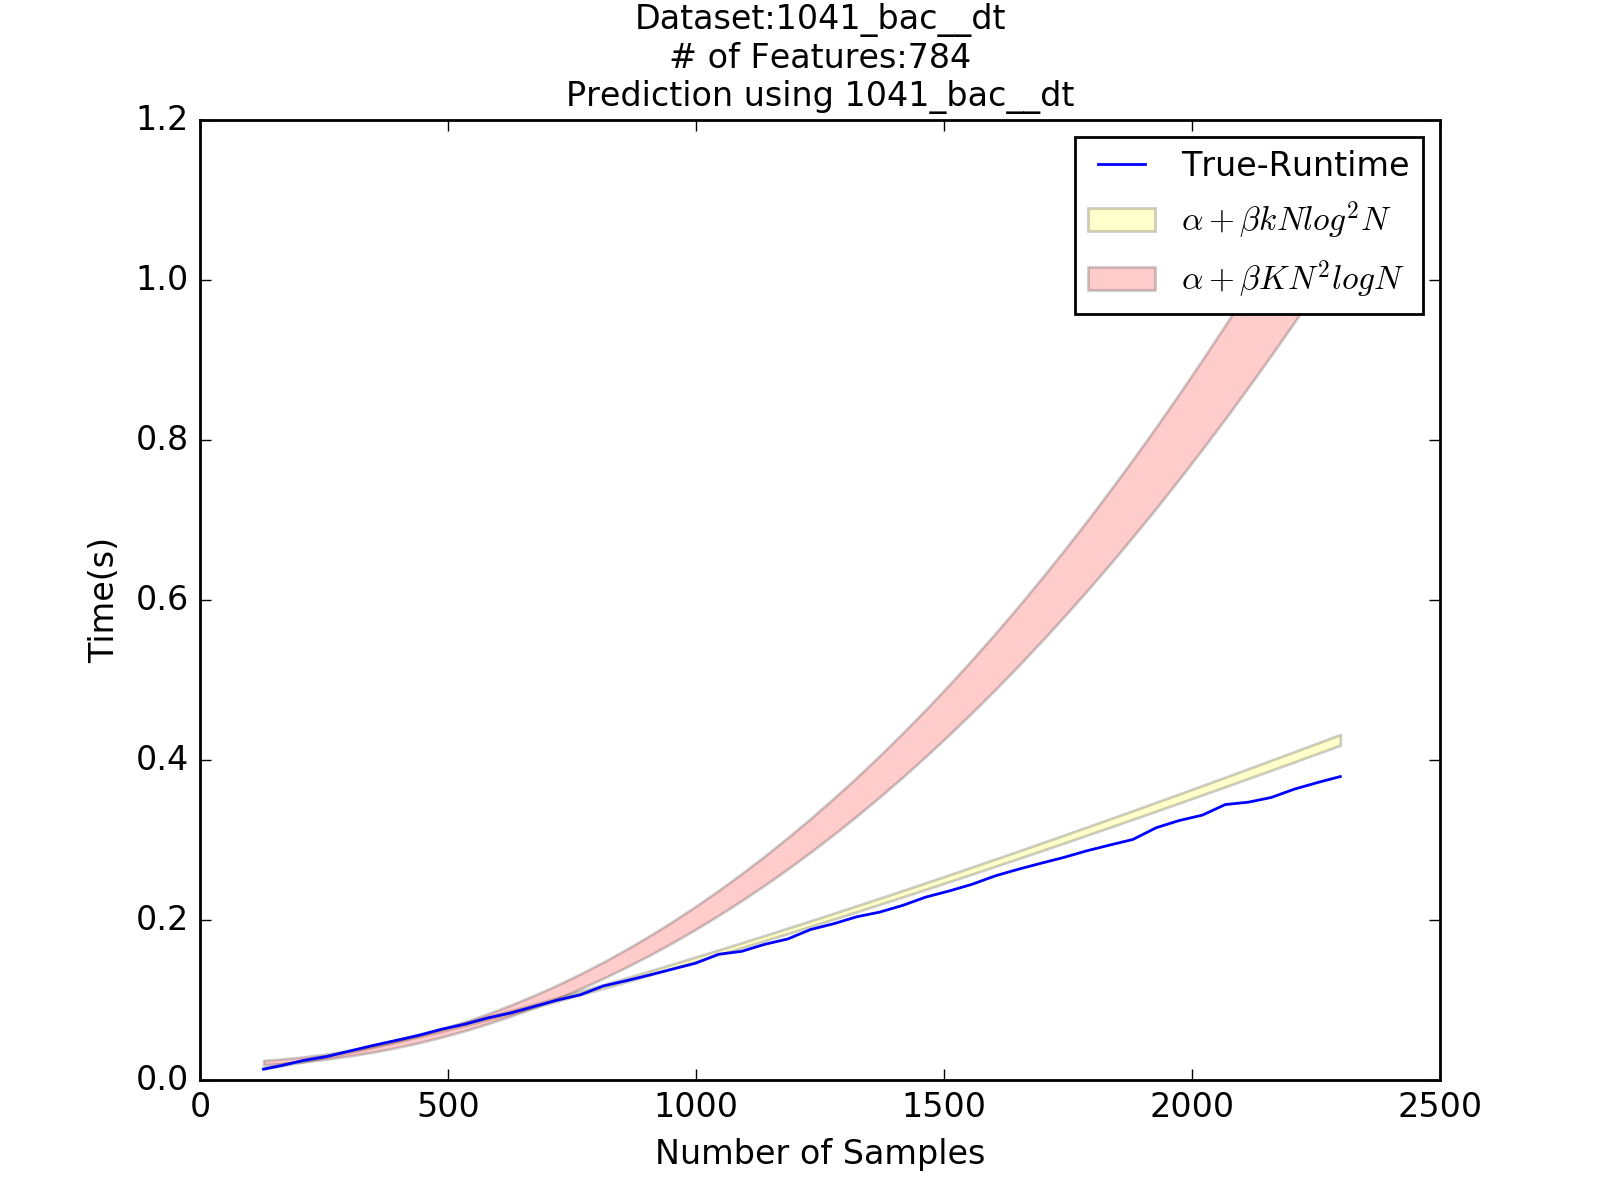 Dataset:1041_bac__dt
# of Features:784
Prediction using 1041_bac__dt
1.2
1.0
0.8
0.6
0.4
0.2
0.0
Time(s)
True-Runtime
α + βkNlog²N
α + βKN²logN
0 500 1000 1500 2000 2500
Number of Samples